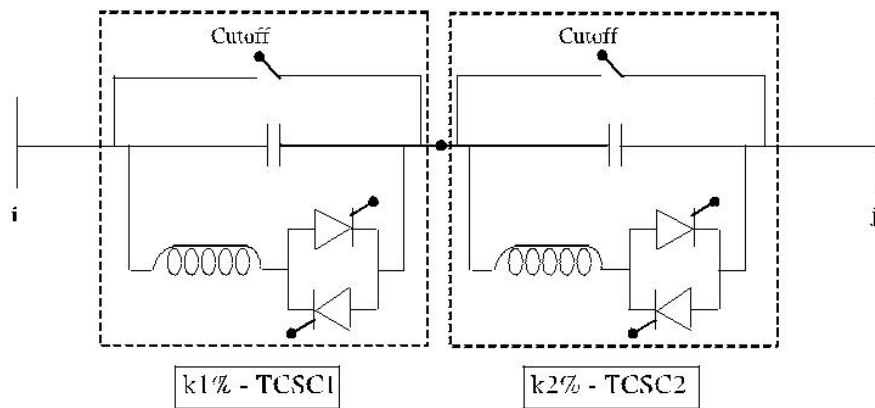 Cutoff Cutoff
i j
k1% - TCSC1 k2% - TCSC2